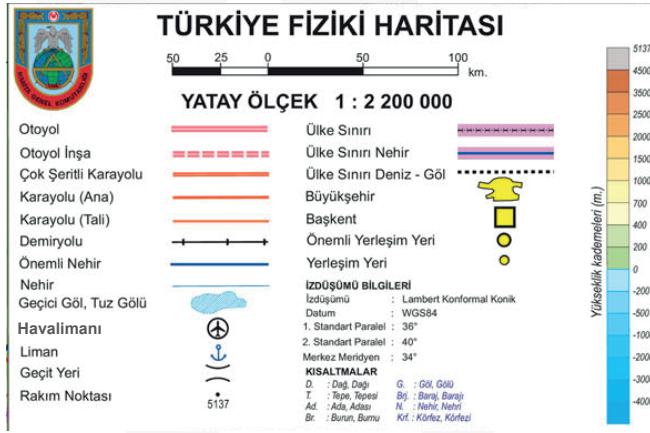 TÜRKİYE FİZİKİ HARİTASI
50 0 50 100
km.
YATAY ÖLÇEK 1 : 2 200 000
HARİTA GENEL KOMUTANLIĞI
Otoyol
Otoyol İnşa
Çok Şeritli Karayolu
Karayolu (Ana)
Karayolu (Tali)
Demiryolu
Önemli Nehir
Nehir
Geçici Göl, Tuz Gölü
Havalimanı
Liman
Geçit Yeri
Rakım Noktası
5137
Ülke Sınırı
Ülke Sınırı Nehir
Ülke Sınırı Deniz - Göl
Büyükşehir
Başkent
Önemli Yerleşim Yeri
Yerleşim Yeri
İZDÜŞÜMÜ BİLGİLERİ
İzdüşümü : Lambert Konformal Konik
Datum : WGS84
1. Standart Paralel : 36°
2. Standart Paralel : 40°
Merkez Meridyen : 34°
KISALTMALAR
D. : Dağ, Dağı G. : Göl, Gölü
T. : Tepe, Tepesi Brj. : Baraj, Barajı
Ad. : Ada, Adası N. : Nehir, Nehri
Br. : Burun, Burnu Krf. : Körfez, Körfezi
Yükseklik kademeleri (m.)
5137
4500
3500
2500
2000
1500
1000
700
400
200
0
-200
-500
-1000
-2000
-3000
-4000